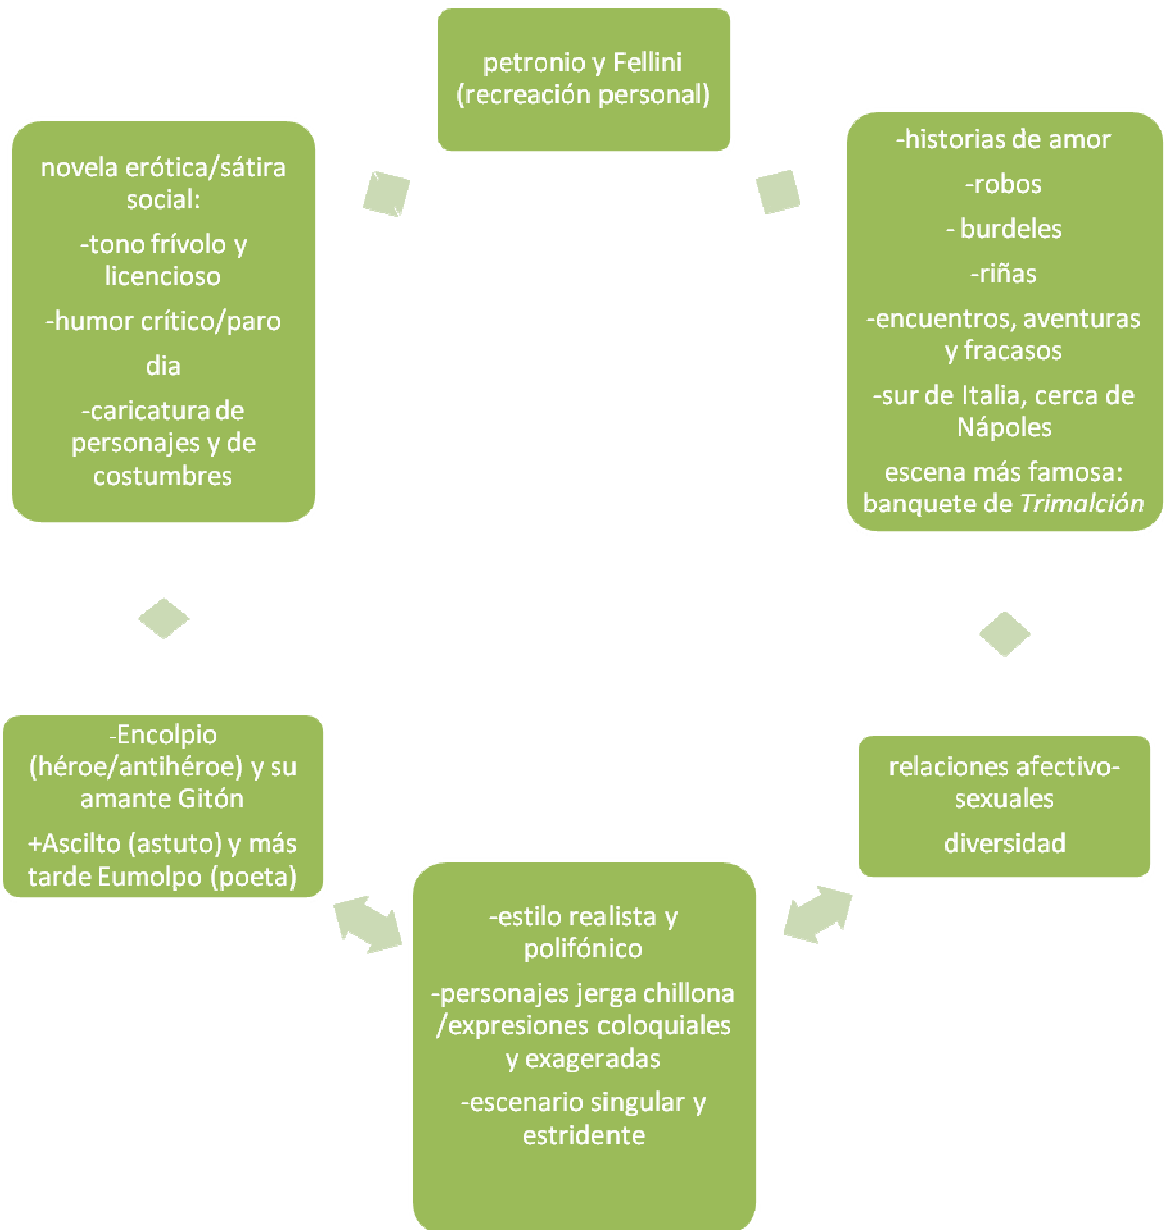 petronio y Fellini
(recreación personal)
-historias de amor
-robos
- burdeles
-riñas
-encuentros, aventuras
y fracasos
-sur de Italia, cerca de
Nápoles
escena más famosa:
banquete de Trimalción
relaciones afectivo-
sexuales
diversidad
-estilo realista y
polifónico
-personajes jerga chillona
/expresiones coloquiales
y exageradas
-escenario singular y
estridente
-Encolpio
(héroe/antihéroe) y su
amante Gitón
+Ascilto (astuto) y más
tarde Eumolpo (poeta)
novela erótica/sátira
social:
-tono frívolo y
licencioso
-humor crítico/paro
dia
-caricatura de
personajes y de
costumbres